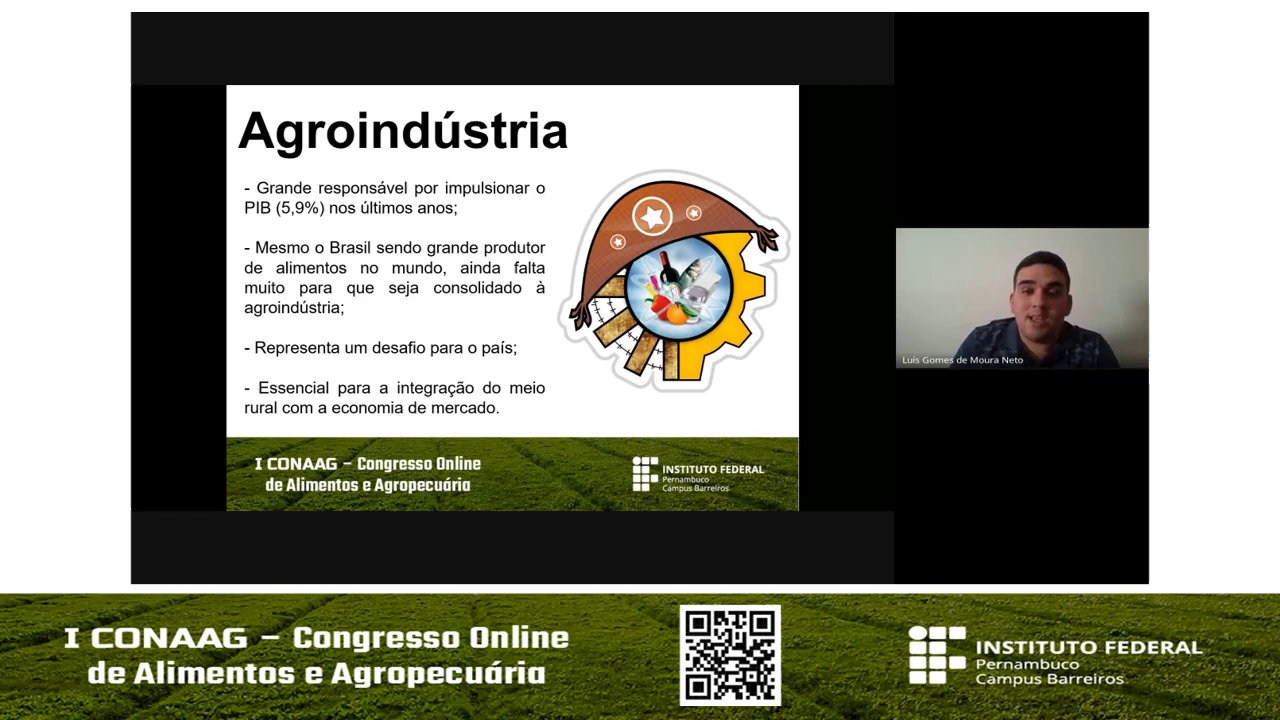 Agroindústria
- Grande responsável por impulsionar o
PIB (5,9%) nos últimos anos;
- Mesmo o Brasil sendo grande produtor
de alimentos no mundo, ainda falta
muito para que seja consolidado à
agroindústria;
- Representa um desafio para o país;
- Essencial para a integração do meio
rural com a economia de mercado.
I CONAAG – Congresso Online
de Alimentos e Agropecuária
INSTITUTO FEDERAL
Pernambuco
Campus Barreiros
Luís Gomes de Moura Neto
I CONAAG – Congresso Online
de Alimentos e Agropecuária
INSTITUTO FEDERAL
Pernambuco
Campus Barreiros